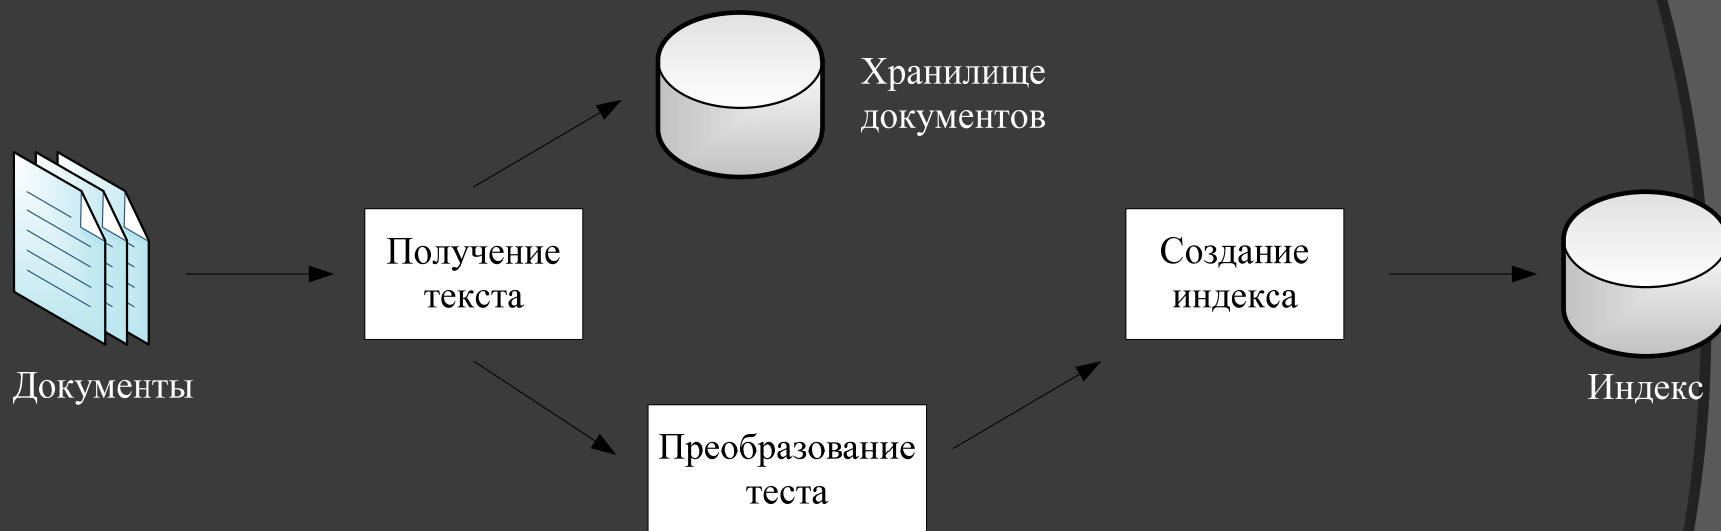 Хранилище
документов
Получение
текста
Создание
индекса
Документы
Индекс
Преобразование
теста